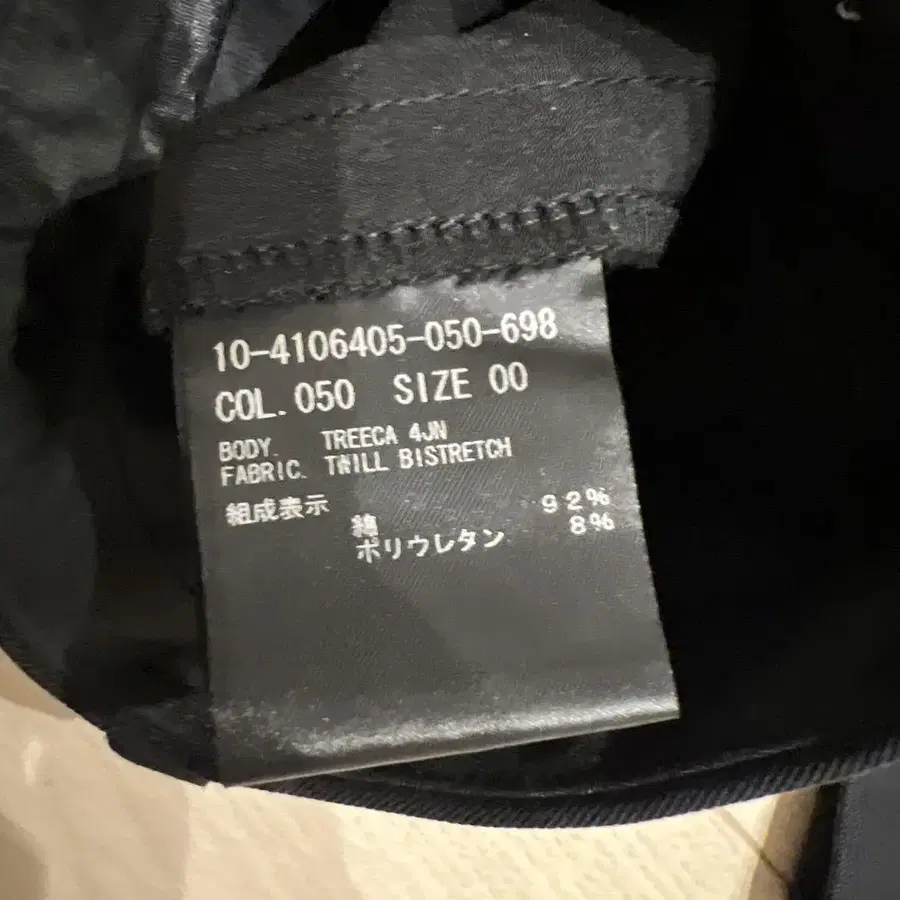 10-4106405-050-698
COL.050 SIZE 00
BODY. TREECA 4JN
FABRIC. TWILL BISTRETCH
組成表示
綿 92%
ポリウレタン 8%